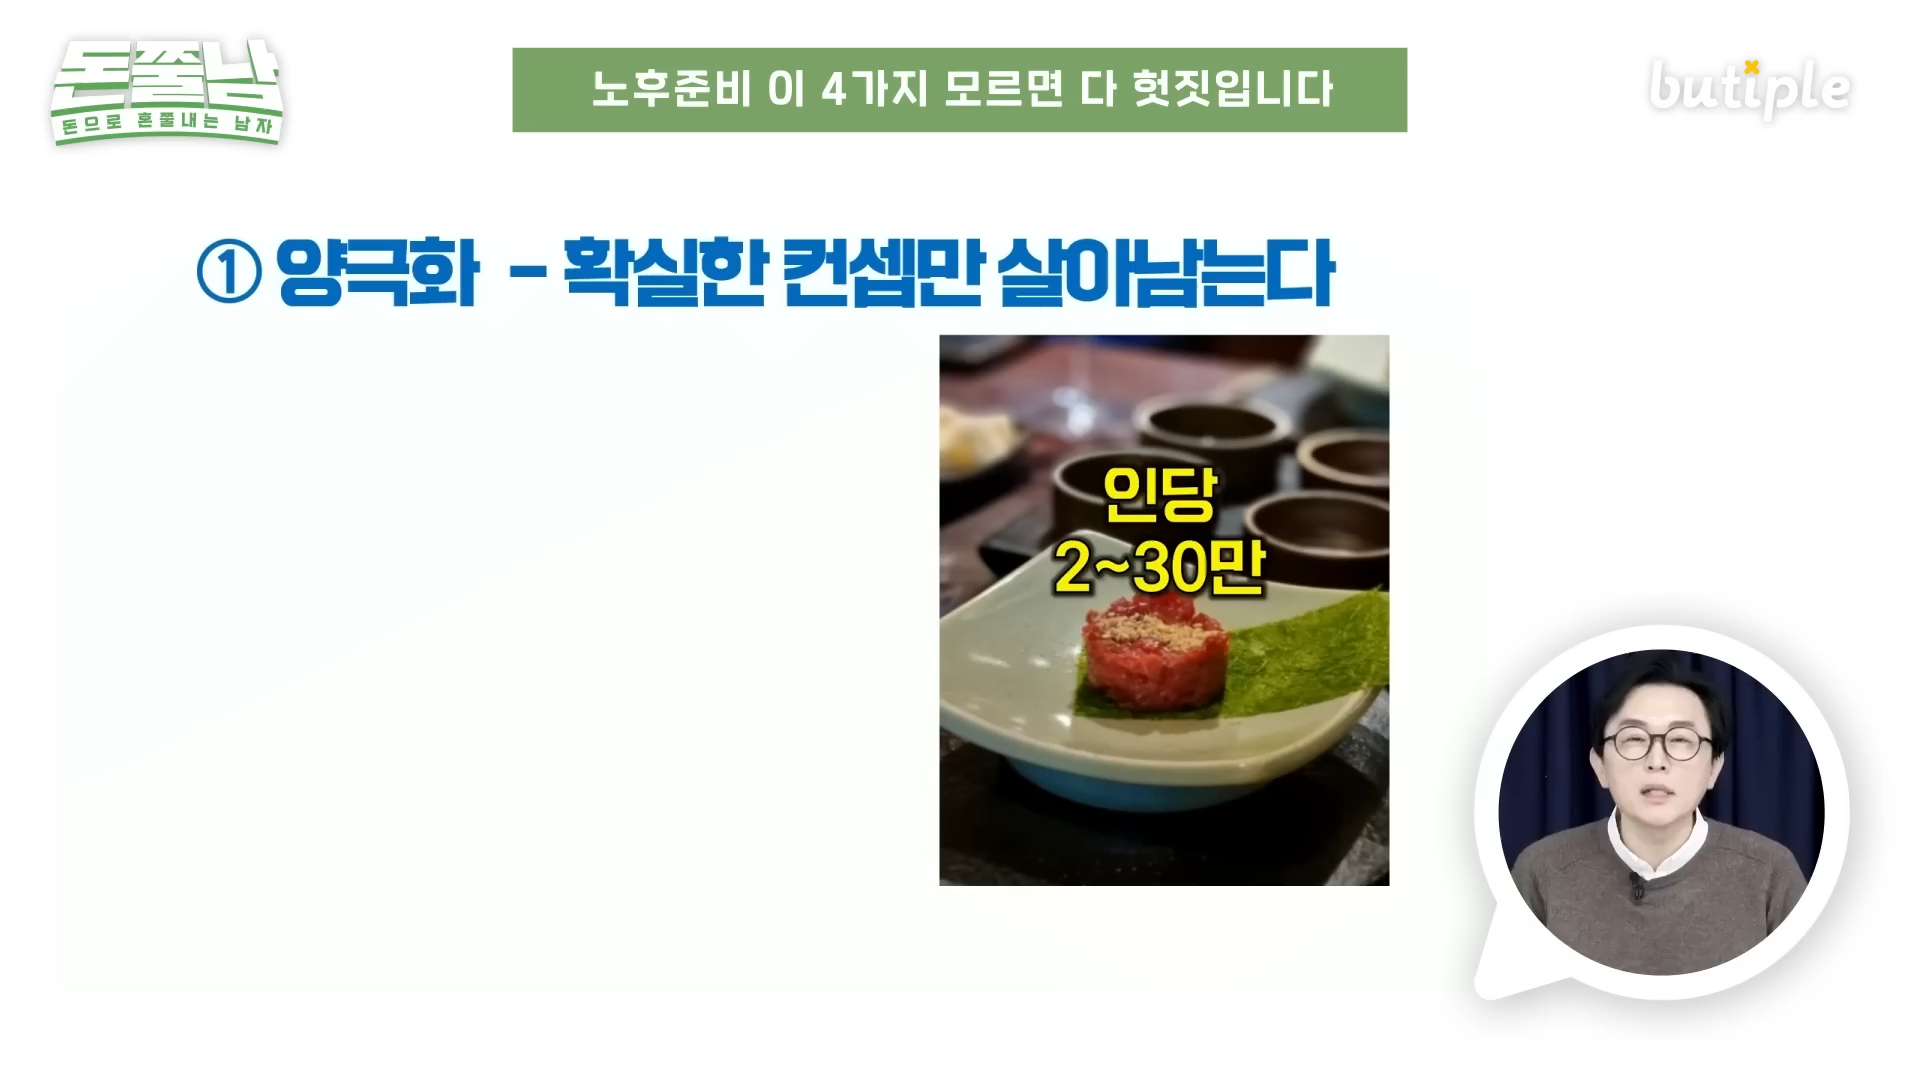 돈쭐남
돈으로 혼쭐내는 남자
노후준비 이 4가지 모르면 다 헛짓입니다
butiple
① 양극화 - 확실한 컨셉만 살아남는다
인당
2~30만